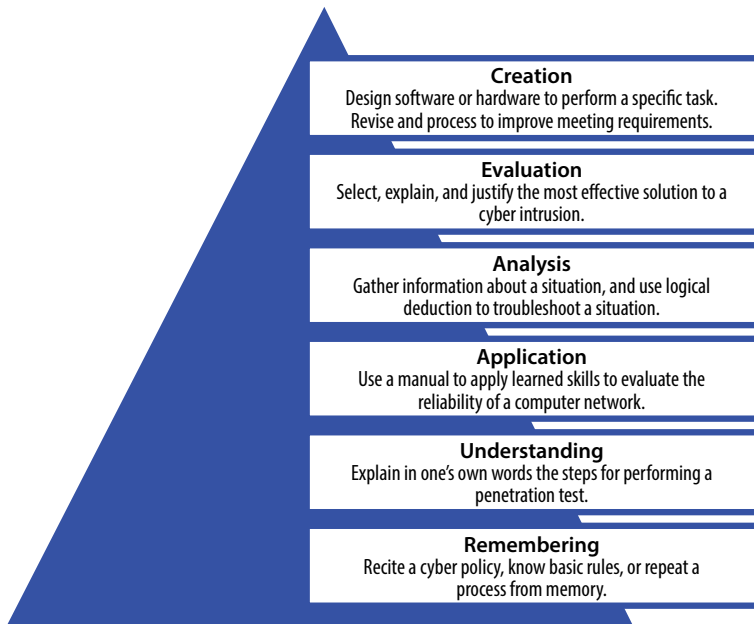 Creation
Design software or hardware to perform a specific task.
Revise and process to improve meeting requirements.
Evaluation
Select, explain, and justify the most effective solution to a
cyber intrusion.
Analysis
Gather information about a situation, and use logical
deduction to troubleshoot a situation.
Application
Use a manual to apply learned skills to evaluate the
reliability of a computer network.
Understanding
Explain in one’s own words the steps for performing a
penetration test.
Remembering
Recite a cyber policy, know basic rules, or repeat a
process from memory.